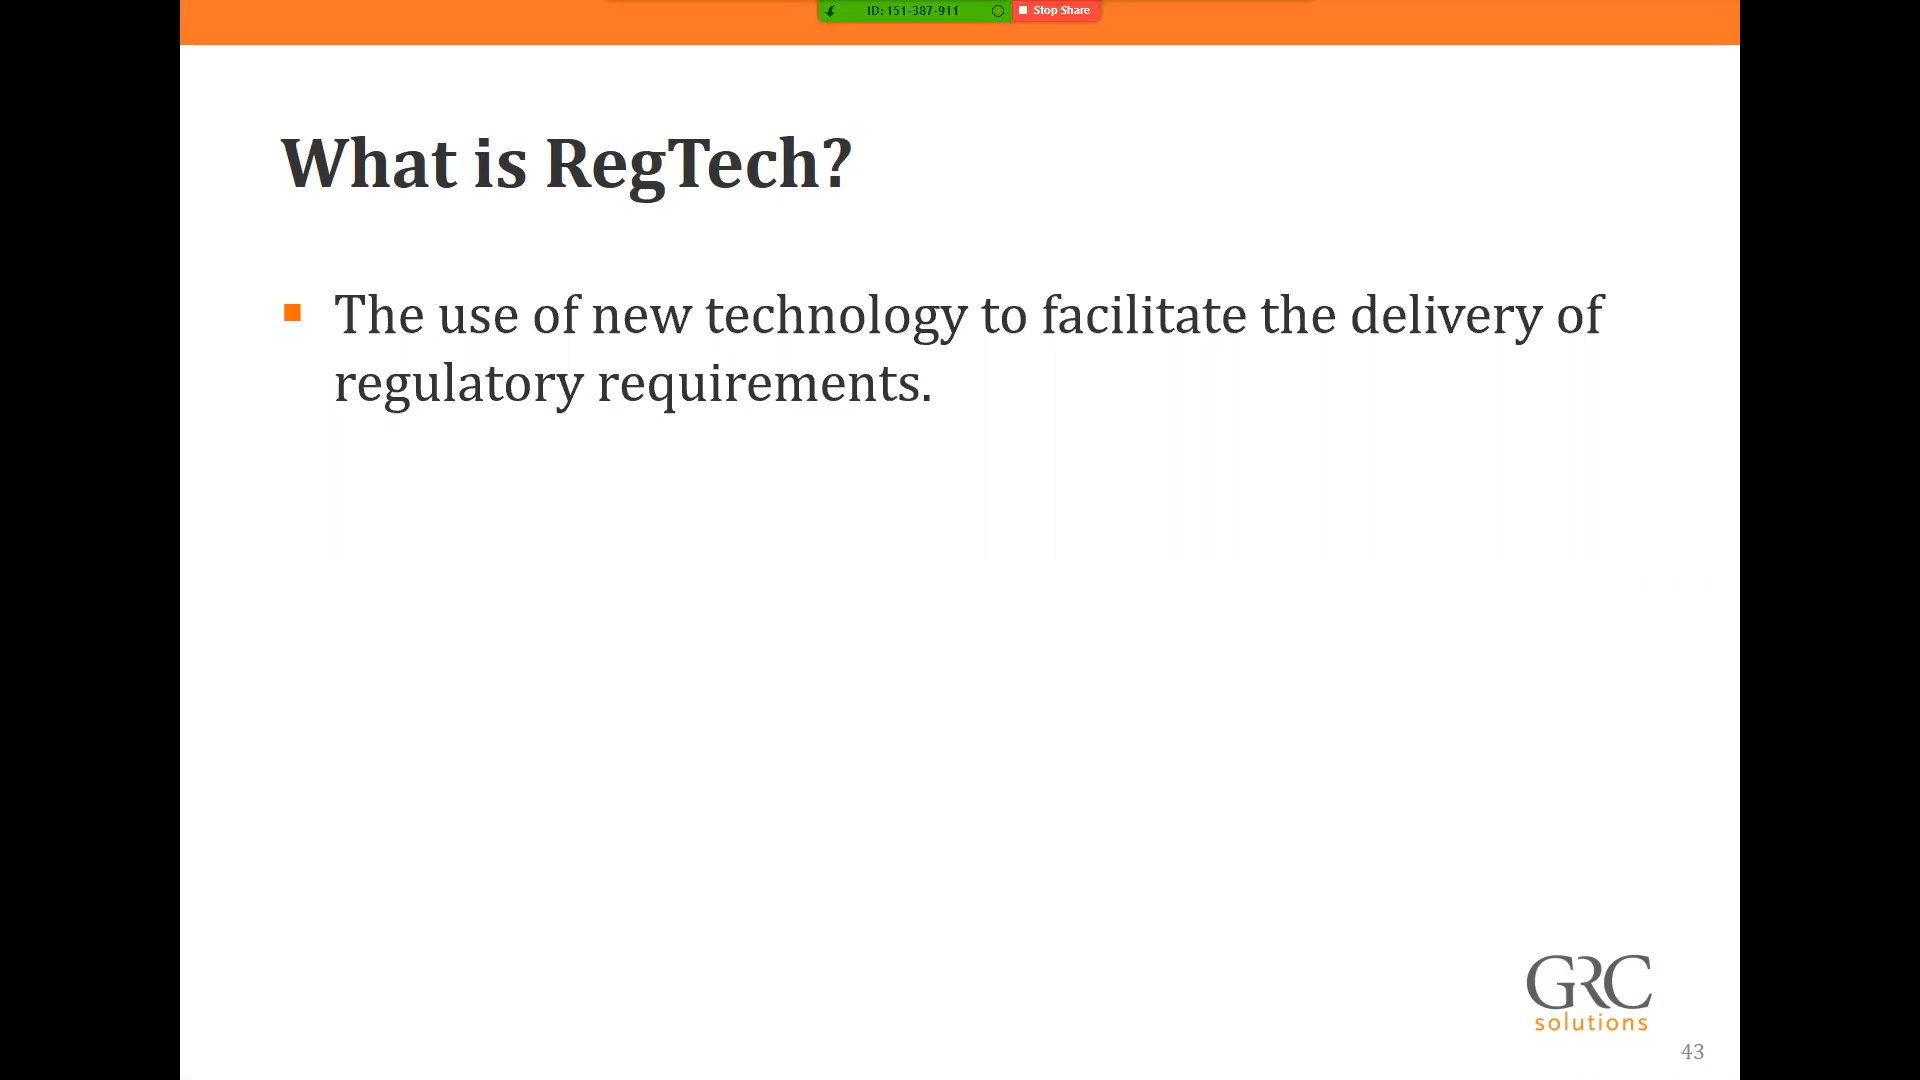 ID: 151-387-911 Stop Share
What is RegTech?
The use of new technology to facilitate the delivery of
regulatory requirements.
GRC
solutions
43